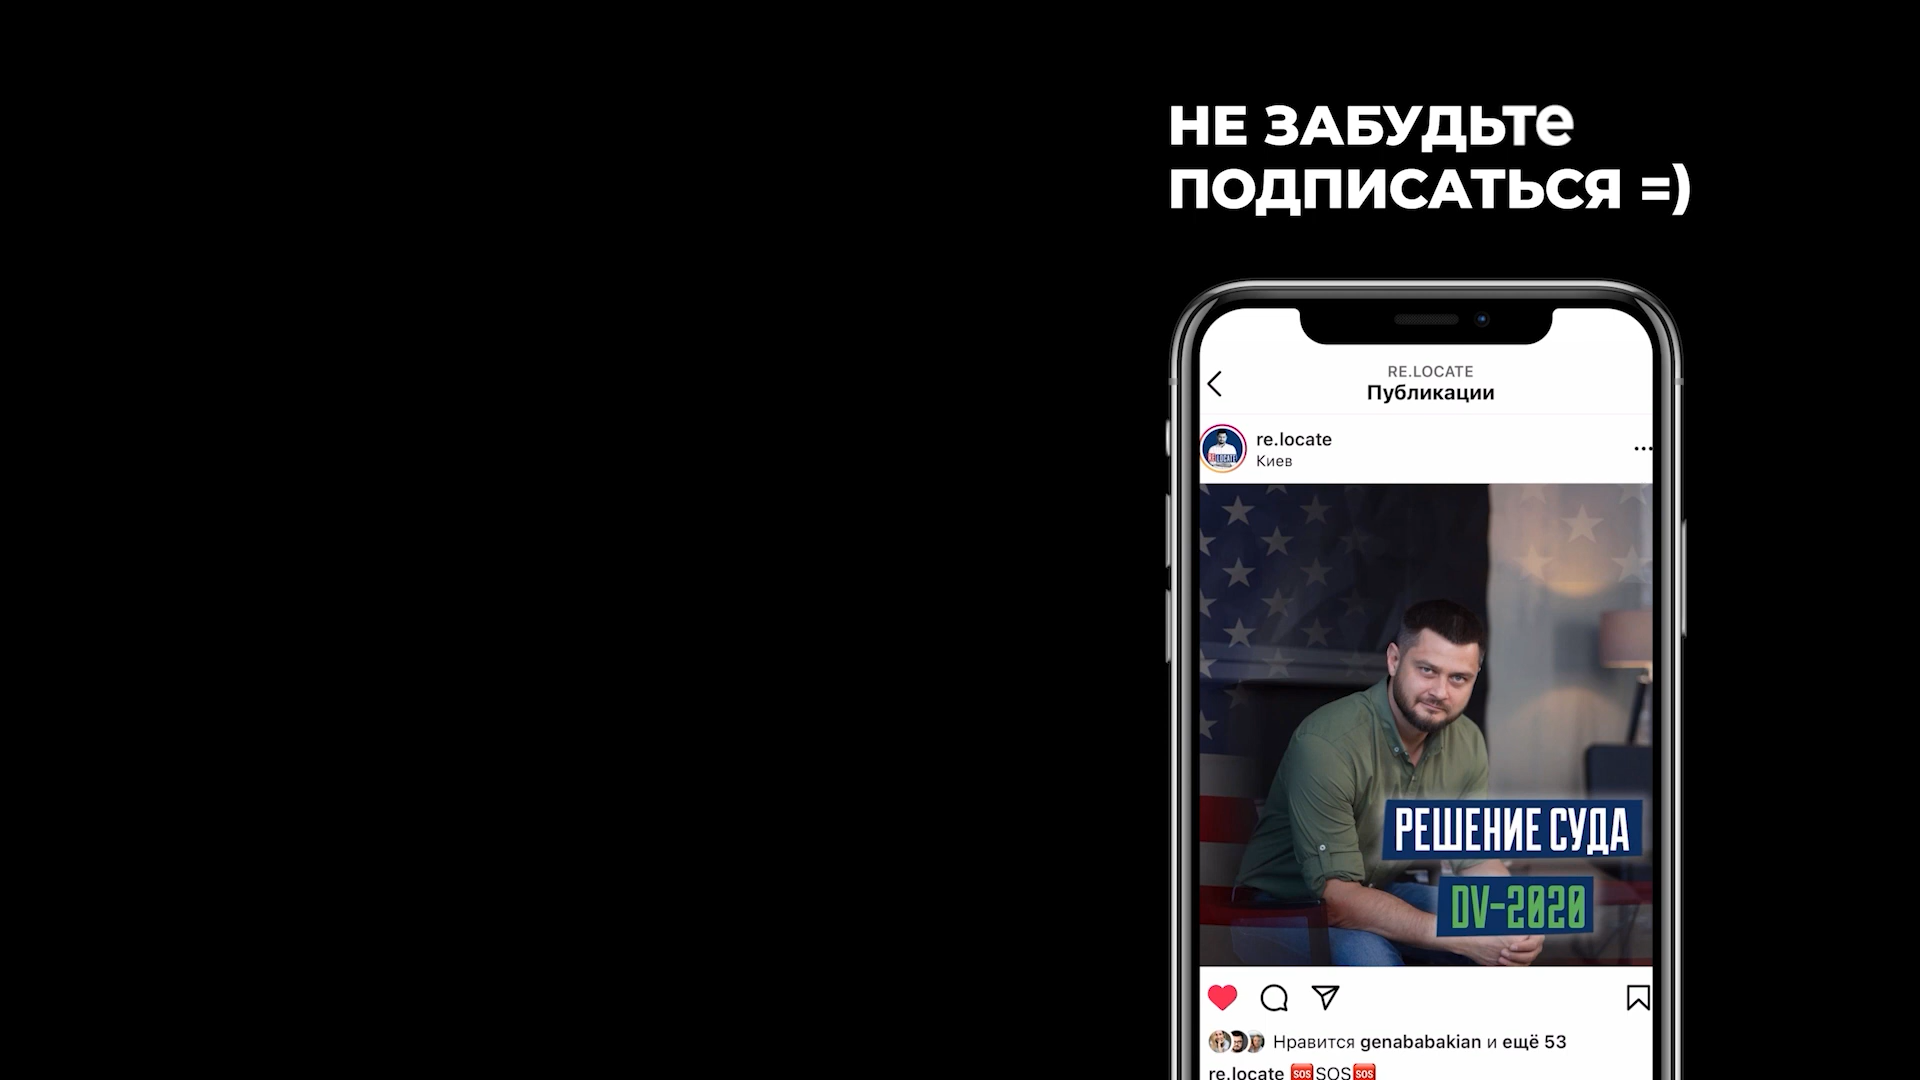 НЕ ЗАБУДЬТе
ПОДПИСАТЬСЯ =)
RE.LOCATE
Публикации
re.locate
Киев
РЕШЕНИЕ СУДА
DV-2020
Нравится genababakian и ещё 53
re.locate 🆘SOS🆘